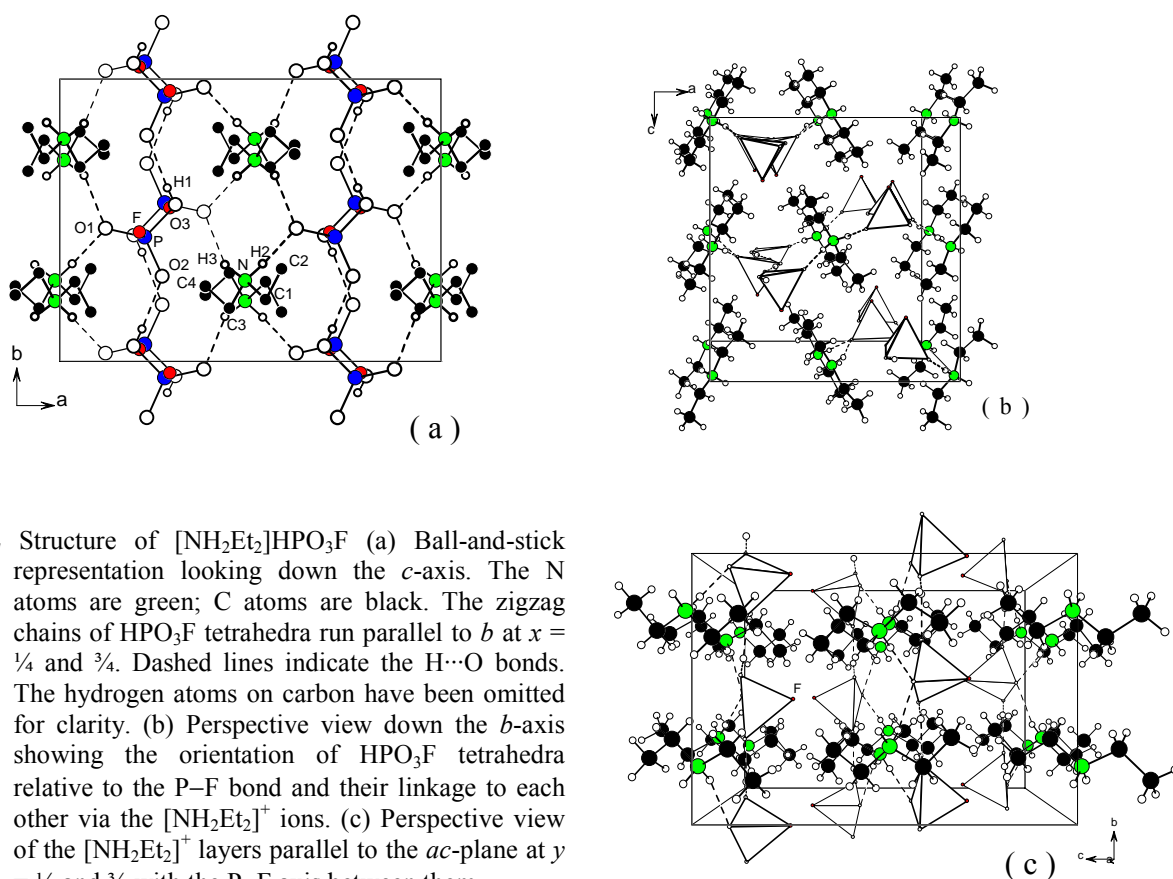 H1
F
O3
O1
P
O2
H3
N
H2
C2
C4
C1
C3
b
a
( a )
a
c
( b )
Structure of [NH₂Et₂]HPO₃F (a) Ball-and-stick
representation looking down the c-axis. The N
atoms are green; C atoms are black. The zigzag
chains of HPO₃F tetrahedra run parallel to b at x =
¼ and ¾. Dashed lines indicate the H···O bonds.
The hydrogen atoms on carbon have been omitted
for clarity. (b) Perspective view down the b-axis
showing the orientation of HPO₃F tetrahedra
relative to the P–F bond and their linkage to each
other via the [NH₂Et₂]⁺ ions. (c) Perspective view
of the [NH₂Et₂]⁺ layers parallel to the ac-plane at y
= ¼ and ¾ with the P–F axis between them
F
b
c
a
( c )